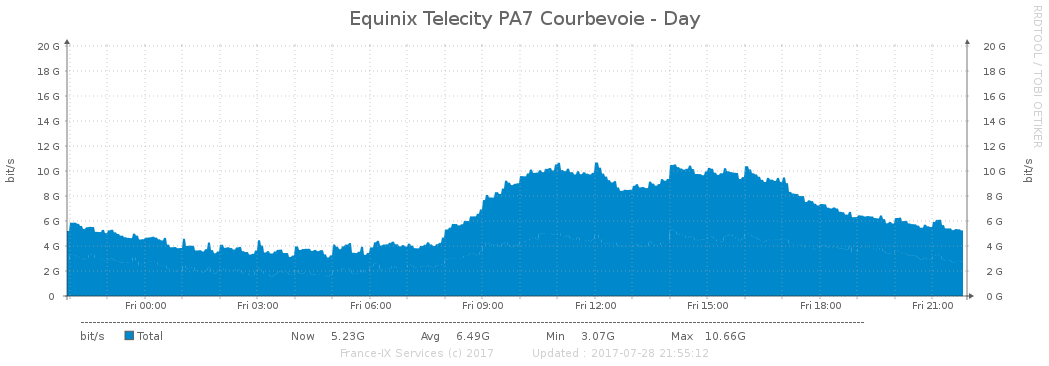 Equinix Telecity PA7 Courbevoie - Day
RRDTOOL / TOBI OETIKER
20 G 20 G
18 G 18 G
16 G 16 G
14 G 14 G
12 G 12 G
10 G 10 G
8 G 8 G
6 G 6 G
4 G 4 G
2 G 2 G
0 0 G
bit/s
bit/s
Fri 00:00 Fri 03:00 Fri 06:00 Fri 09:00 Fri 12:00 Fri 15:00 Fri 18:00 Fri 21:00
bit/s Total Now 5.23G Avg 6.49G Min 3.07G Max 10.66G
France-IX Services (c) 2017 Updated : 2017-07-28 21:55:12